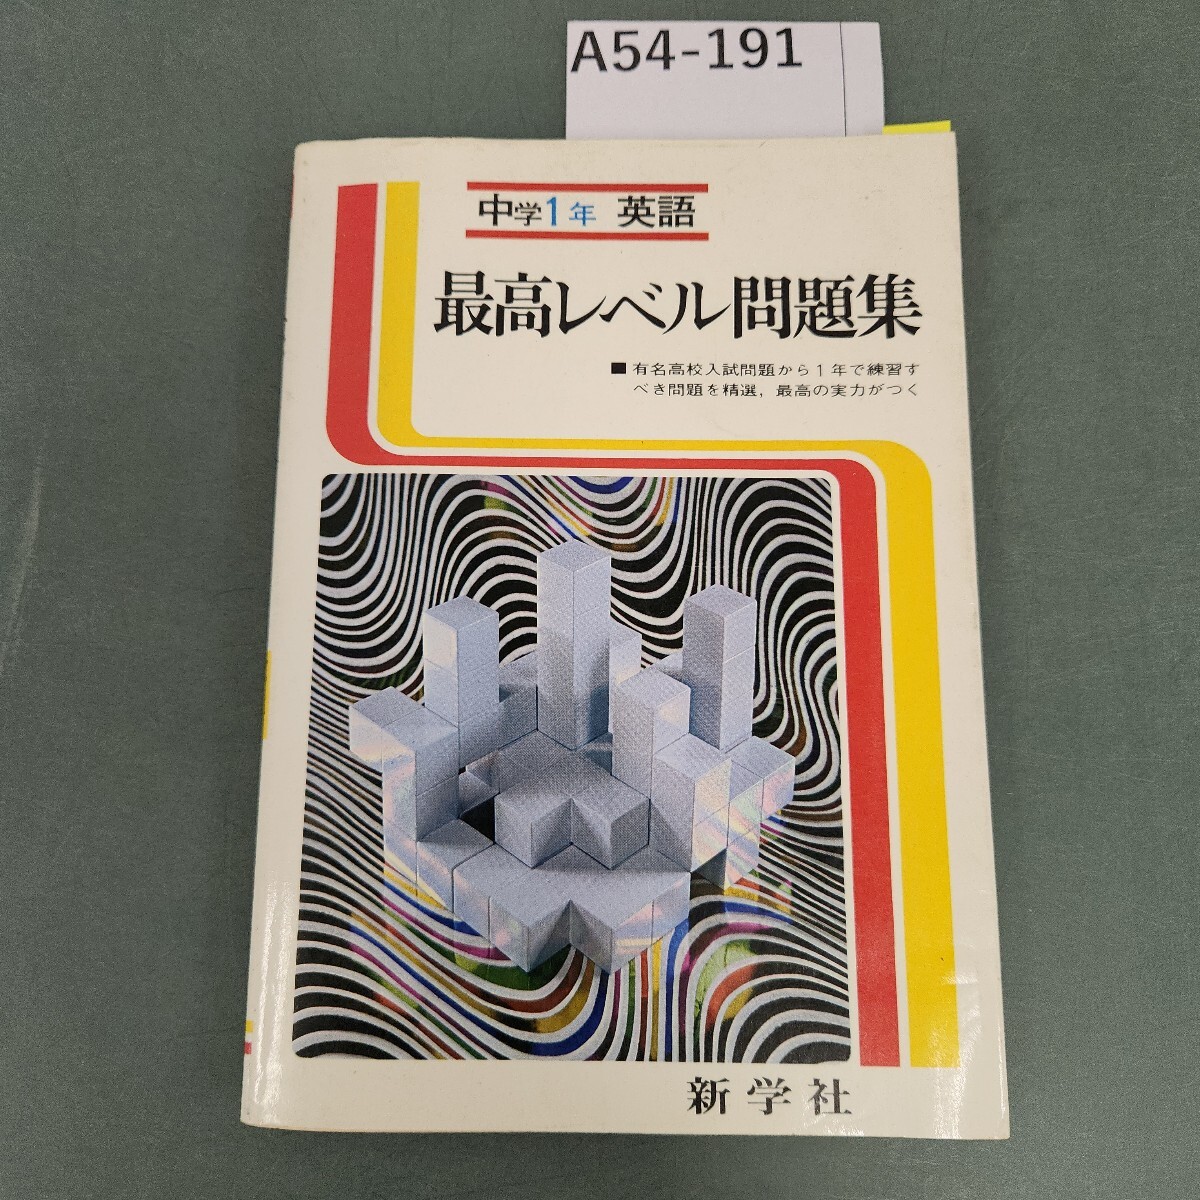 A54-191
中学1年 英語
最高レベル問題集
■有名高校入試問題から1年で練習す
べき問題を精選，最高の実力がつく
新学社